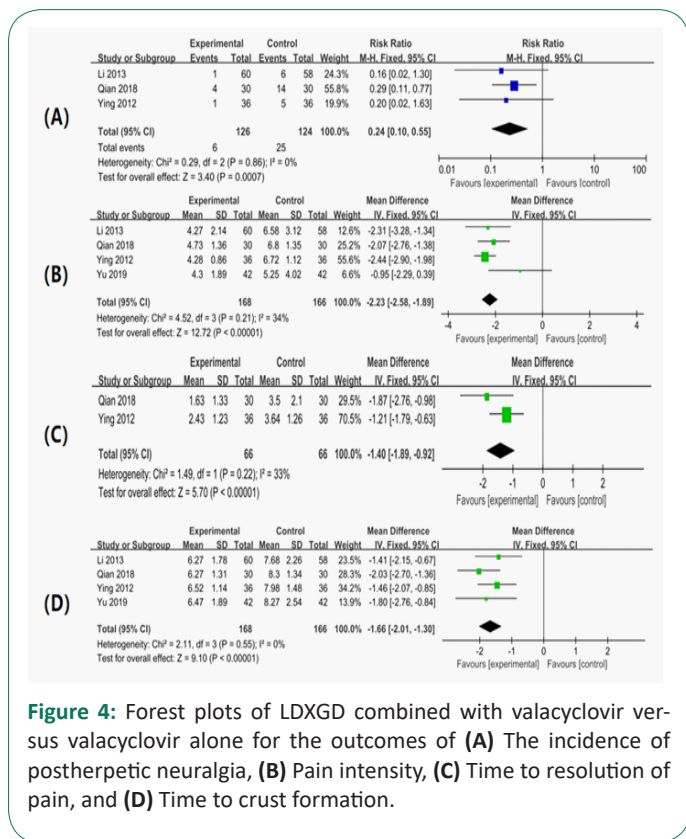 Experimental Control Risk Ratio Risk Ratio
Study or Subgroup Events Total Events Total Weight M-H. Fixed. 95% CI M-H. Fixed. 95% CI
Li 2013 1 60 6 58 24.3% 0.16 [0.02, 1.30]
Qian 2018 4 30 14 30 55.8% 0.29 [0.11, 0.77]
Ying 2012 1 36 5 36 19.9% 0.20 [0.02, 1.63]
(A)
Total (95% CI) 126 124 100.0% 0.24 [0.10, 0.55]
Total events 6 25
Heterogeneity: Chi² = 0.29, df = 2 (P = 0.86); I² = 0%
Test for overall effect: Z = 3.40 (P = 0.0007)
0.01 0.1 1 10 100
Favours [experimental] Favours [control]
Experimental Control Mean Difference Mean Difference
Study or Subgroup Mean SD Total Mean SD Total Weight IV. Fixed. 95% CI IV. Fixed. 95% CI
Li 2013 4.27 2.14 60 6.58 3.12 58 12.6% -2.31 [-3.28, -1.34]
Qian 2018 4.73 1.36 30 6.8 1.35 30 25.2% -2.07 [-2.76, -1.38]
Ying 2012 4.28 0.86 36 6.72 1.12 36 55.6% -2.44 [-2.90, -1.98]
Yu 2019 4.3 1.89 42 5.25 4.02 42 6.6% -0.95 [-2.29, 0.39]
(B)
Total (95% CI) 168 166 100.0% -2.23 [-2.58, -1.89]
Heterogeneity: Chi² = 4.52, df = 3 (P = 0.21); I² = 34%
Test for overall effect: Z = 12.72 (P < 0.00001)
-4 -2 0 2 4
Favours [experimental] Favours [control]
Experimental Control Mean Difference Mean Difference
Study or Subgroup Mean SD Total Mean SD Total Weight IV. Fixed. 95% CI IV. Fixed. 95% CI
Qian 2018 1.63 1.33 30 3.5 2.1 30 29.5% -1.87 [-2.76, -0.98]
Ying 2012 2.43 1.23 36 3.64 1.26 36 70.5% -1.21 [-1.79, -0.63]
(C)
Total (95% CI) 66 66 100.0% -1.40 [-1.89, -0.92]
Heterogeneity: Chi² = 1.49, df = 1 (P = 0.22); I² = 33%
Test for overall effect: Z = 5.70 (P < 0.00001)
-2 -1 0 1 2
Favours [experimental] Favours [control]
Experimental Control Mean Difference Mean Difference
Study or Subgroup Mean SD Total Mean SD Total Weight IV. Fixed. 95% CI IV. Fixed. 95% CI
Li 2013 6.27 1.78 60 7.68 2.26 58 23.5% -1.41 [-2.15, -0.67]
Qian 2018 6.27 1.31 30 8.3 1.34 30 28.3% -2.03 [-2.70, -1.36]
Ying 2012 6.52 1.14 36 7.98 1.48 36 34.2% -1.46 [-2.07, -0.85]
Yu 2019 6.47 1.89 42 8.27 2.54 42 13.9% -1.80 [-2.76, -0.84]
(D)
Total (95% CI) 168 166 100.0% -1.66 [-2.01, -1.30]
Heterogeneity: Chi² = 2.11, df = 3 (P = 0.55); I² = 0%
Test for overall effect: Z = 9.10 (P < 0.00001)
-2 -1 0 1 2
Favours [experimental] Favours [control]
Figure 4: Forest plots of LDXGD combined with valacyclovir ver-
sus valacyclovir alone for the outcomes of (A) The incidence of
postherpetic neuralgia, (B) Pain intensity, (C) Time to resolution of
pain, and (D) Time to crust formation.